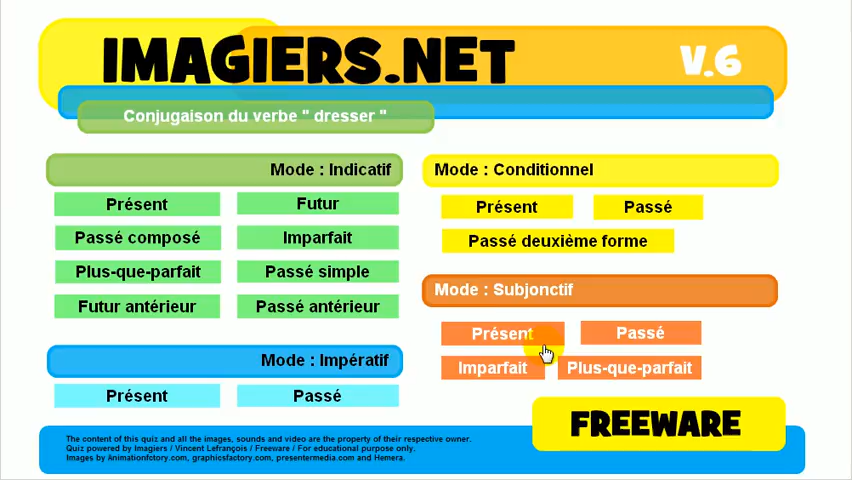 IMAGIERS.NET
V.6
Conjugaison du verbe " dresser "
Mode : Indicatif
Présent
Futur
Passé composé
Imparfait
Plus-que-parfait
Passé simple
Futur antérieur
Passé antérieur
Mode : Impératif
Présent
Passé
Mode : Conditionnel
Présent
Passé
Passé deuxième forme
Mode : Subjonctif
Présent
Passé
Imparfait
Plus-que-parfait
FREEWARE
The content of this quiz and all the images, sounds and video are the property of their respective owner.
Quiz powered by Imagiers / Vincent Lefrançois / Freeware / For educational purpose only.
Images by Animationfctory.com, graphicsfactory.com, presentermedia.com and Hemera.